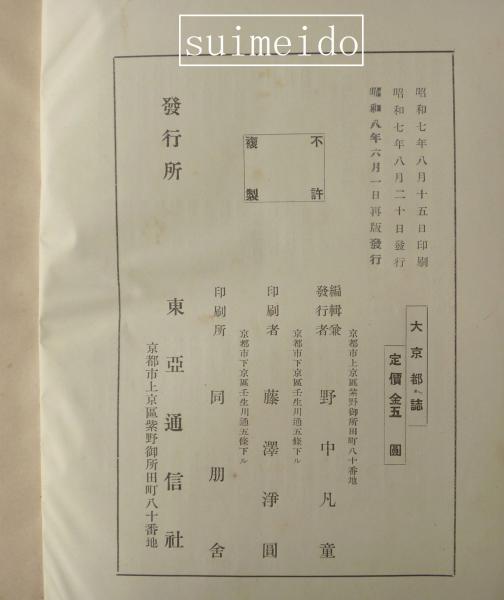 suimeido
昭和七年八月十五日印刷
昭和七年八月二十日發行
昭和八年六月一日再版發行
大京都誌
定價金五圓
京都市上京區紫野御所田町八十番地
編輯兼發行者 野中凡童
京都市下京區壬生川通五條下ル
印刷者 藤澤淨圓
京都市下京區壬生川通五條下ル
印刷所 同朋舍
不許
複製
發行所
東亞通信社
京都市上京區紫野御所田町八十番地